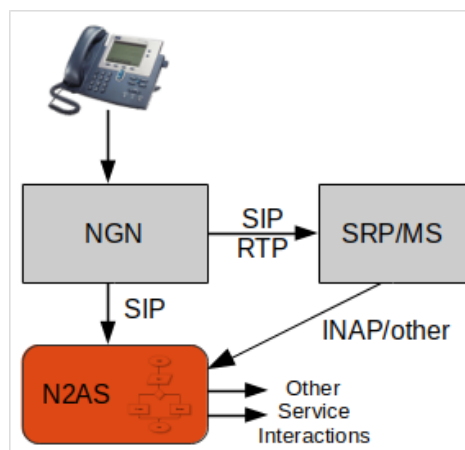 NGN
SIP
RTP
SRP/MS
SIP
INAP/other
N2AS
Other
Service
Interactions